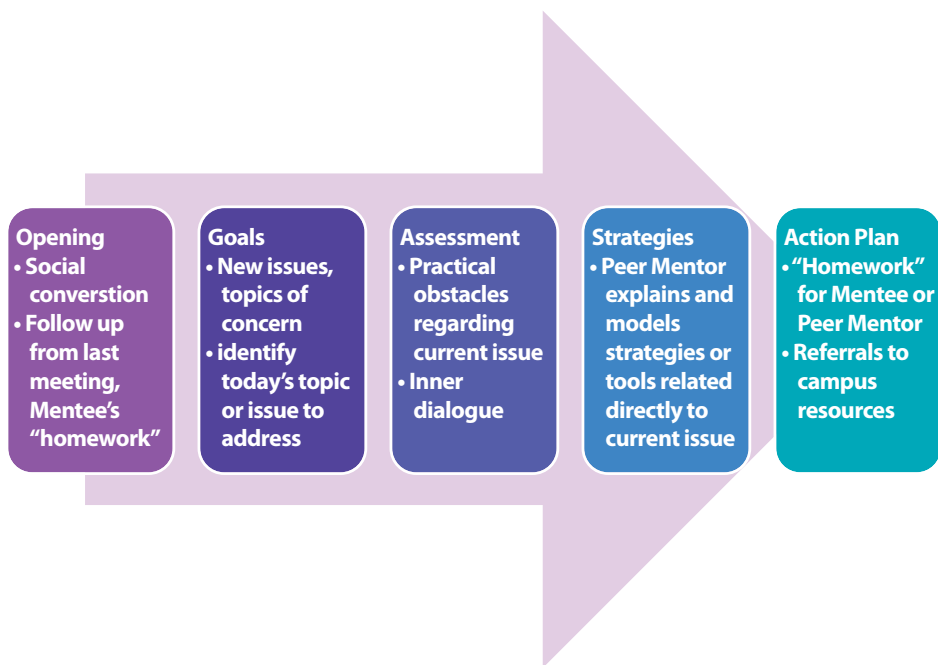 Opening
• Social
converstion
• Follow up
from last
meeting,
Mentee’s
“homework”
Goals
• New issues,
topics of
concern
• identify
today’s topic
or issue to
address
Assessment
• Practical
obstacles
regarding
current issue
• Inner
dialogue
Strategies
• Peer Mentor
explains and
models
strategies or
tools related
directly to
current issue
Action Plan
• “Homework”
for Mentee or
Peer Mentor
• Referrals to
campus
resources